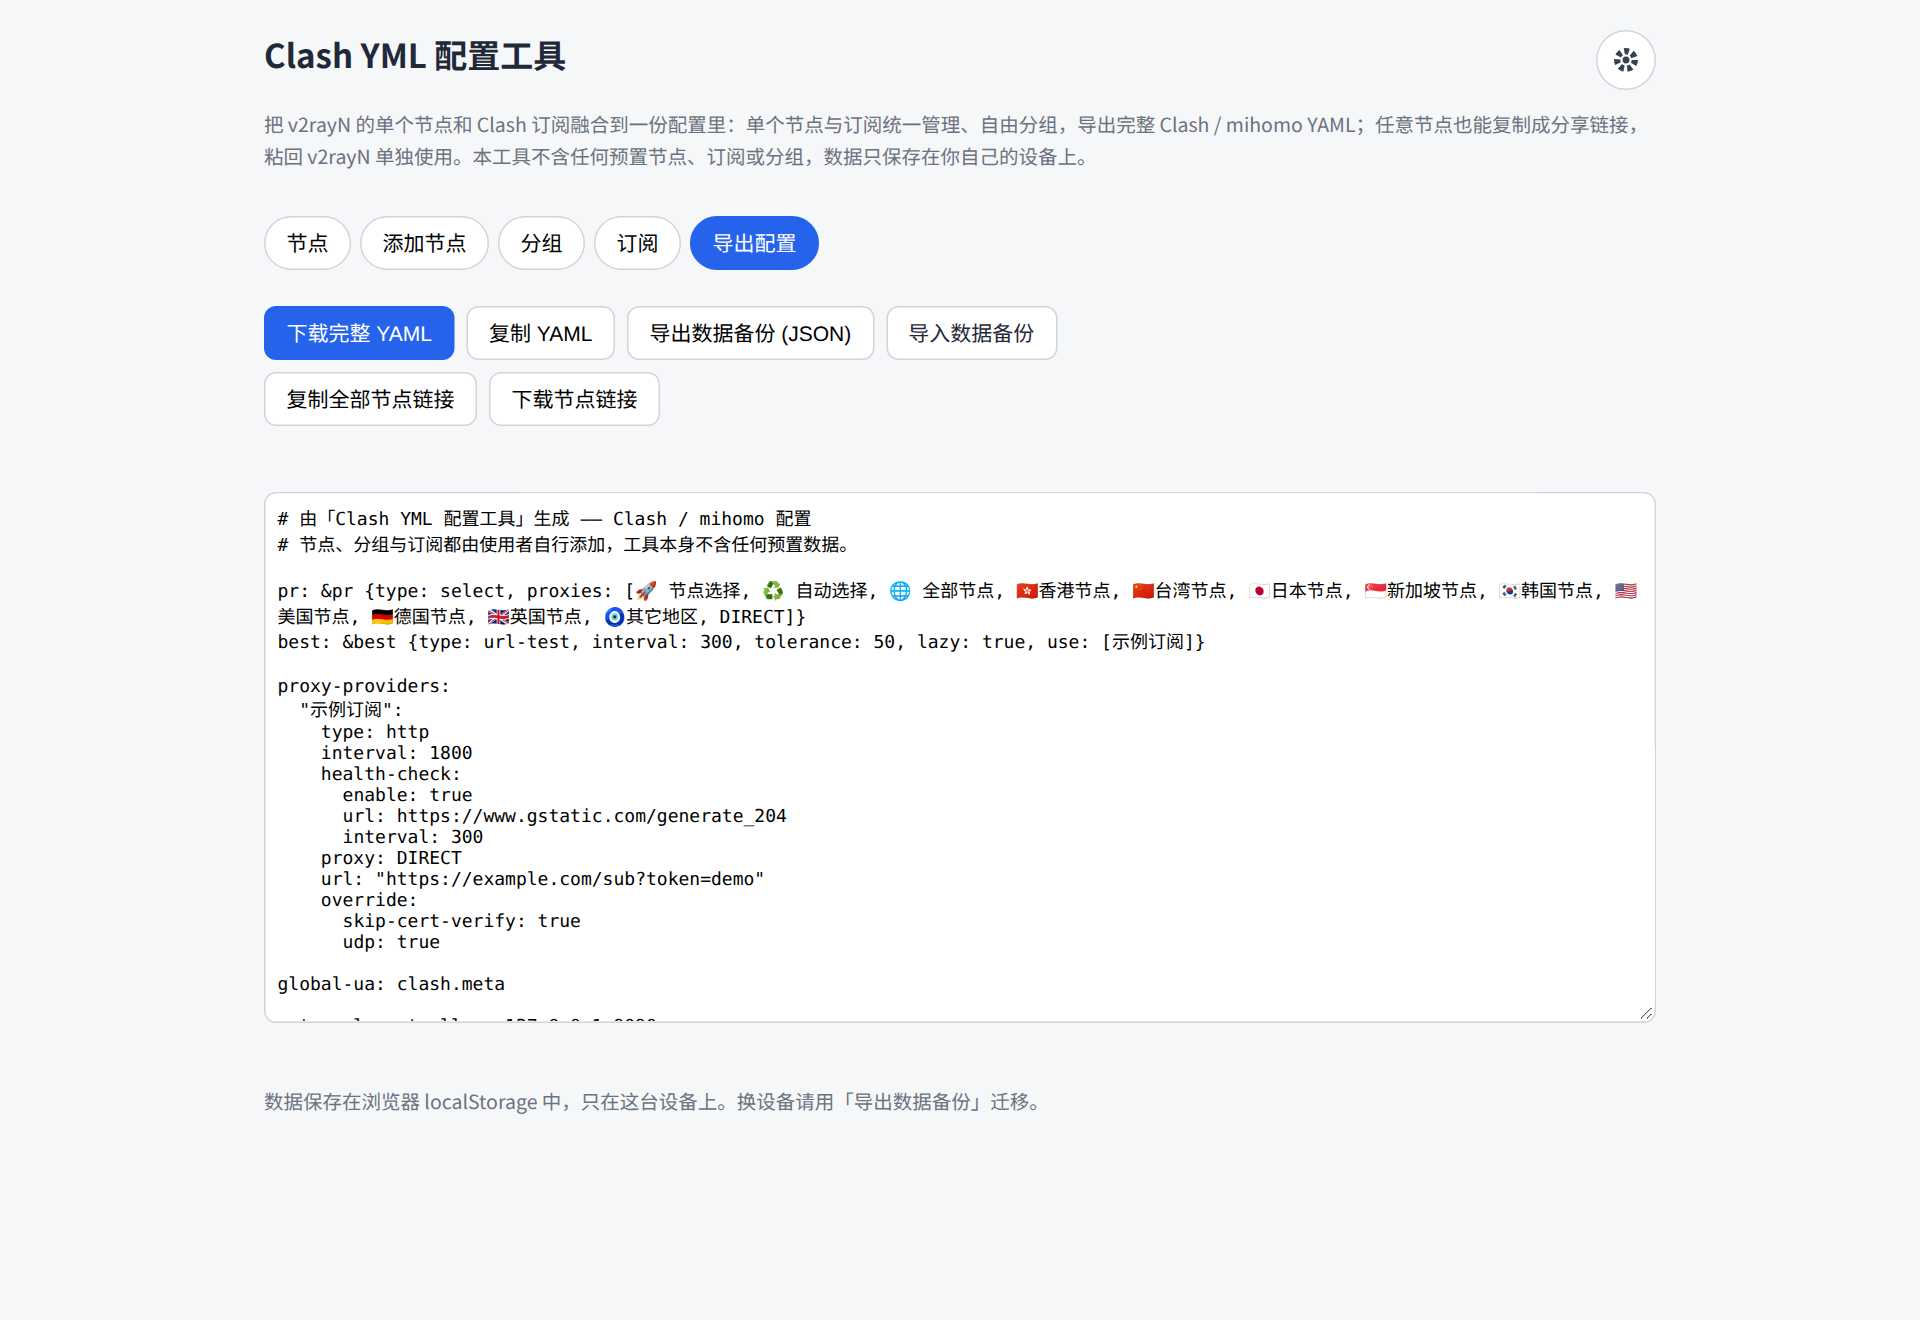 Clash YML 配置工具
把 v2rayN 的单个节点和 Clash 订阅融合到一份配置里：单个节点与订阅统一管理、自由分组，导出完整 Clash / mihomo YAML；任意节点也能复制成分享链接，
粘回 v2rayN 单独使用。本工具不含任何预置节点、订阅或分组，数据只保存在你自己的设备上。
节点 添加节点 分组 订阅 导出配置
下载完整 YAML 复制 YAML 导出数据备份 (JSON) 导入数据备份
复制全部节点链接 下载节点链接
# 由「Clash YML 配置工具」生成 —— Clash / mihomo 配置
# 节点、分组与订阅都由使用者自行添加，工具本身不含任何预置数据。
pr: &pr {type: select, proxies: [🚀 节点选择, ♻️ 自动选择, 🌐 全部节点, 🇭🇰香港节点, 🇨🇳台湾节点, 🇯🇵日本节点, 🇸🇬新加坡节点, 🇰🇷韩国节点, 🇺🇸
美国节点, 🇩🇪德国节点, 🇬🇧英国节点, 🧿其它地区, DIRECT]}
best: &best {type: url-test, interval: 300, tolerance: 50, lazy: true, use: [示例订阅]}
proxy-providers:
"示例订阅":
type: http
interval: 1800
health-check:
enable: true
url: https://www.gstatic.com/generate_204
interval: 300
proxy: DIRECT
url: "https://example.com/sub?token=demo"
override:
skip-cert-verify: true
udp: true
global-ua: clash.meta
数据保存在浏览器 localStorage 中，只在这台设备上。换设备请用「导出数据备份」迁移。